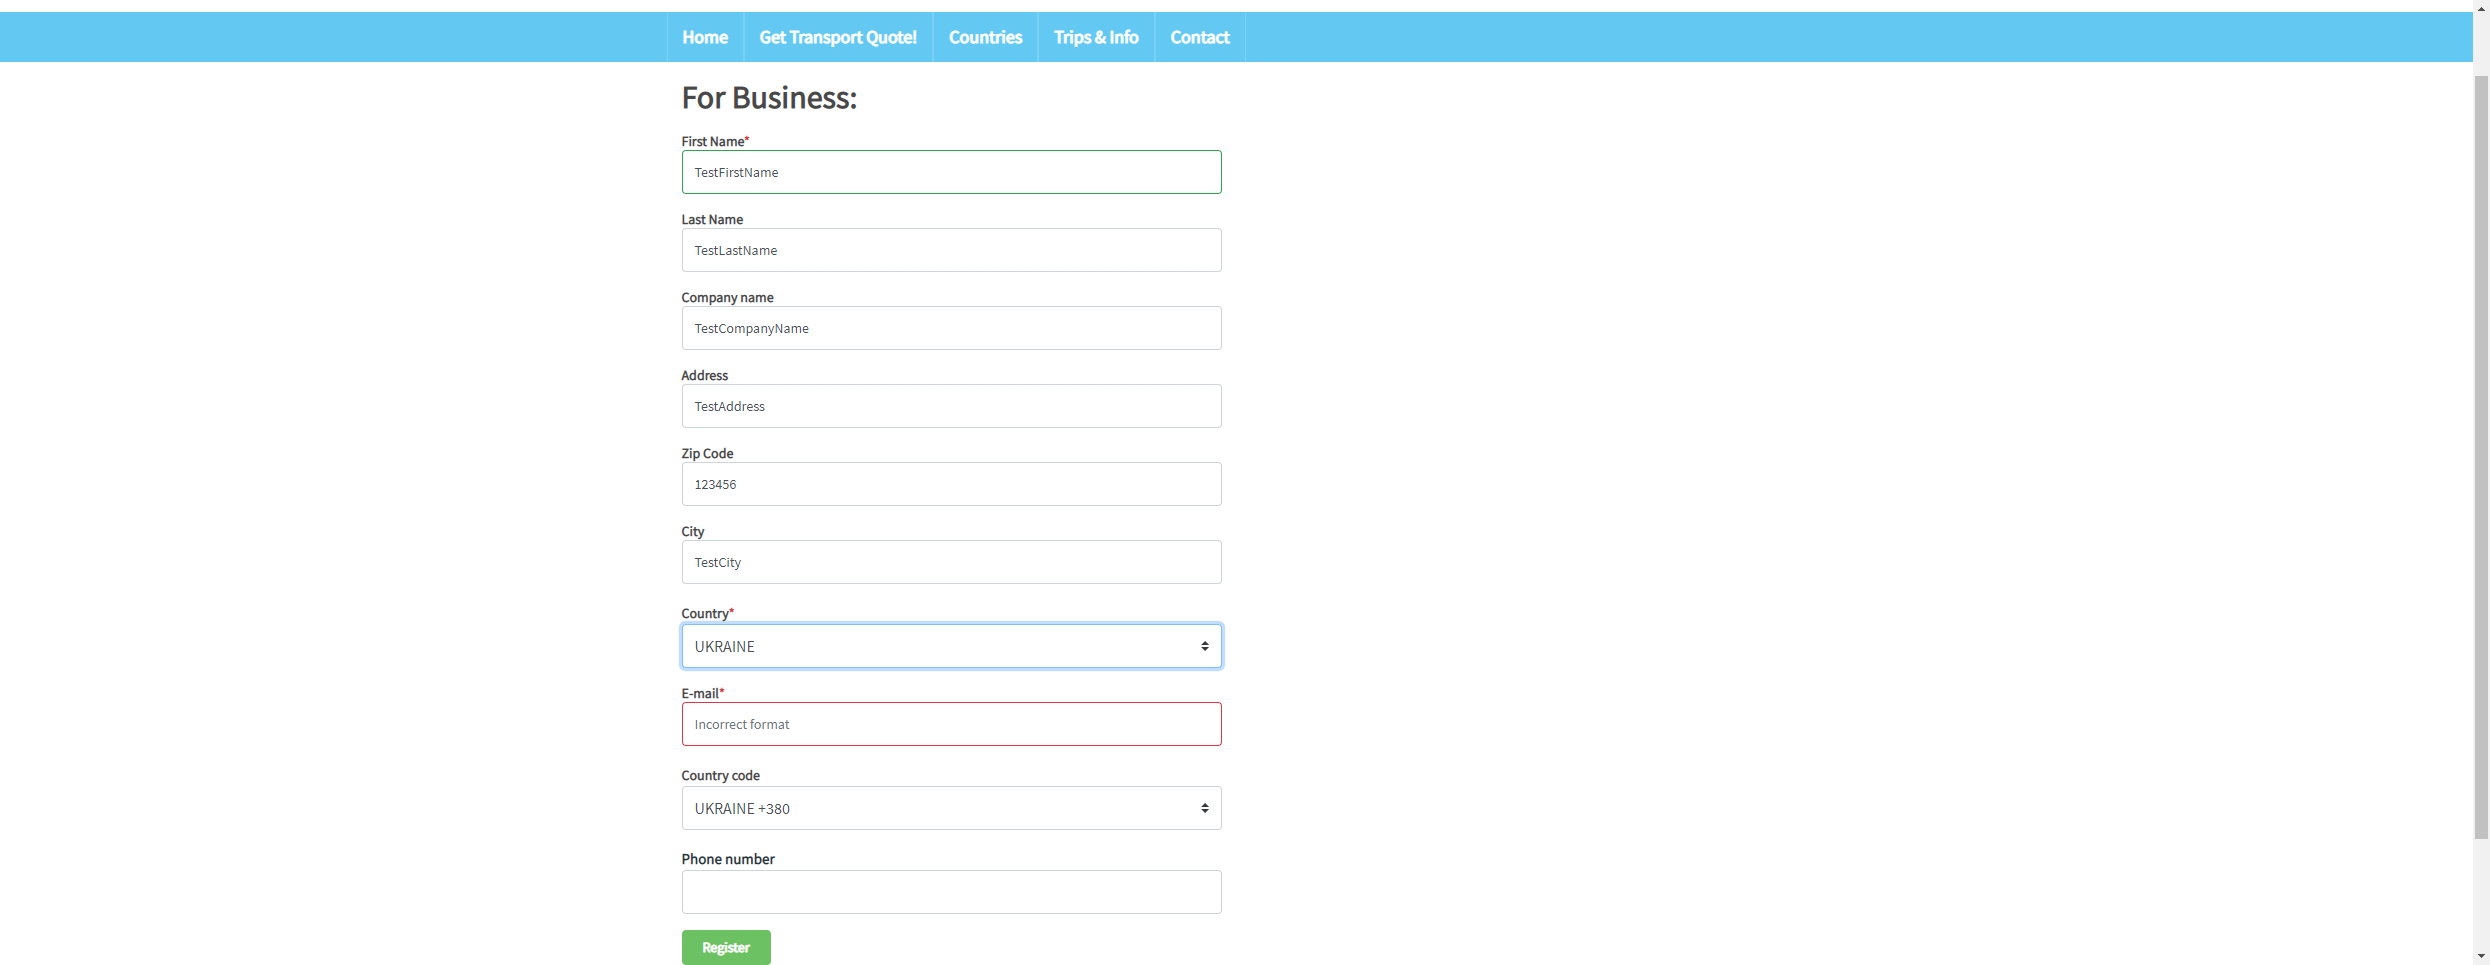 Home Get Transport Quote! Countries Trips & Info Contact
For Business:
First Name*
TestFirstName
Last Name
TestLastName
Company name
TestCompanyName
Address
TestAddress
Zip Code
123456
City
TestCity
Country*
UKRAINE
E-mail*
Incorrect format
Country code
UKRAINE +380
Phone number
Register